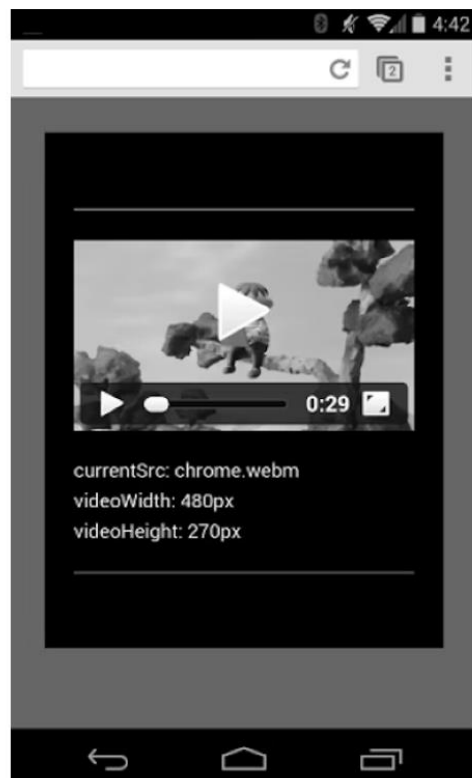 4:42
2
0:29
currentSrc: chrome.webm
videoWidth: 480px
videoHeight: 270px